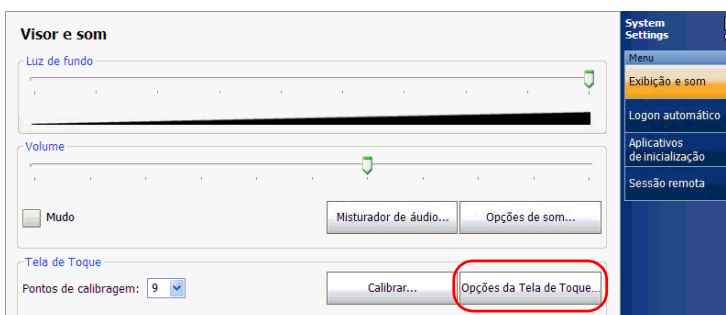 Visor e som
Luz de fundo
Volume
Mudo
Misturador de áudio...
Opções de som...
Tela de Toque
Pontos de calibragem: 9
Calibrar...
Opções da Tela de Toque...
System
Settings
Menu
Exibição e som
Logon automático
Aplicativos
de inicialização
Sessão remota